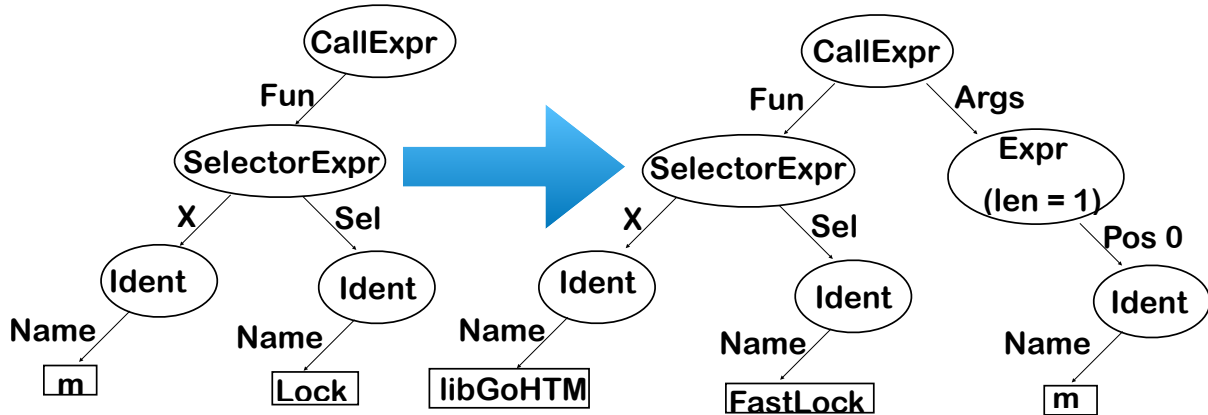 CallExpr
Fun
SelectorExpr
X
Sel
Ident
Ident
Name
Name
m
Lock
CallExpr
Fun
Args
SelectorExpr
Expr
(len = 1)
X
Sel
Pos 0
Ident
Ident
Ident
Name
Name
Name
libGoHTM
FastLock
m